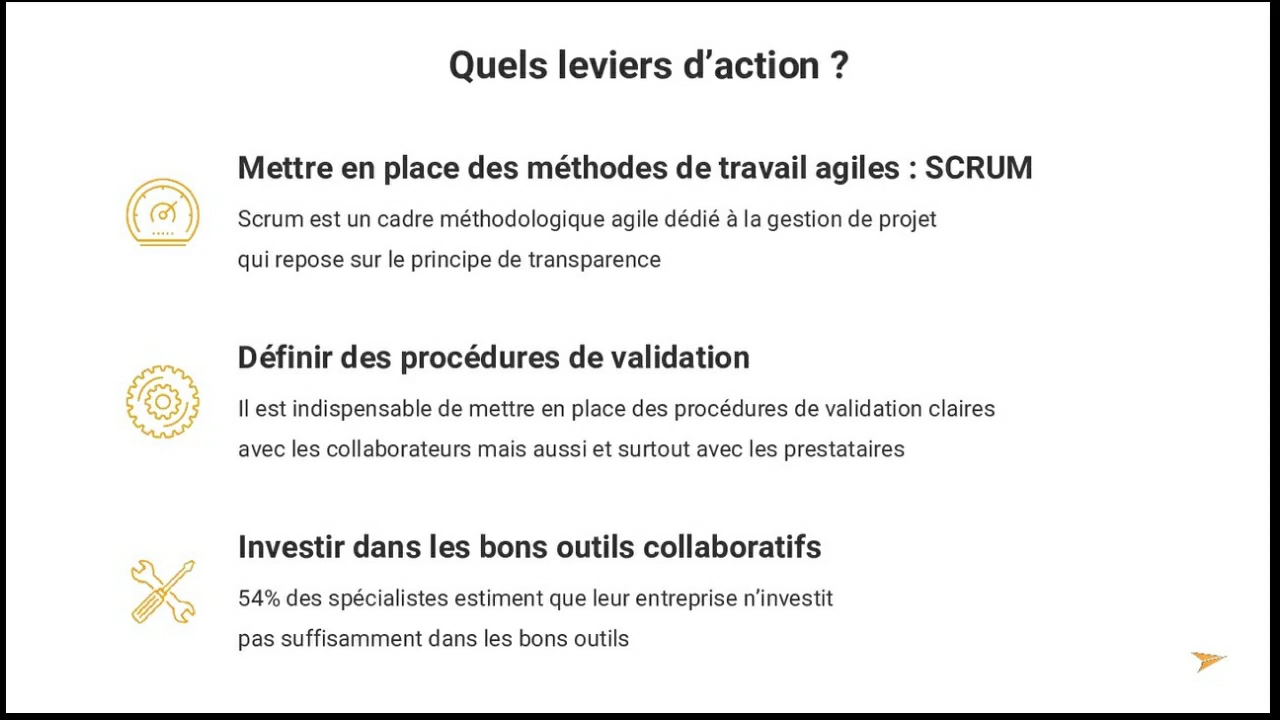 Quels leviers d’action ?
Mettre en place des méthodes de travail agiles : SCRUM
Scrum est un cadre méthodologique agile dédié à la gestion de projet
qui repose sur le principe de transparence
Définir des procédures de validation
Il est indispensable de mettre en place des procédures de validation claires
avec les collaborateurs mais aussi et surtout avec les prestataires
Investir dans les bons outils collaboratifs
54% des spécialistes estiment que leur entreprise n’investit
pas suffisamment dans les bons outils